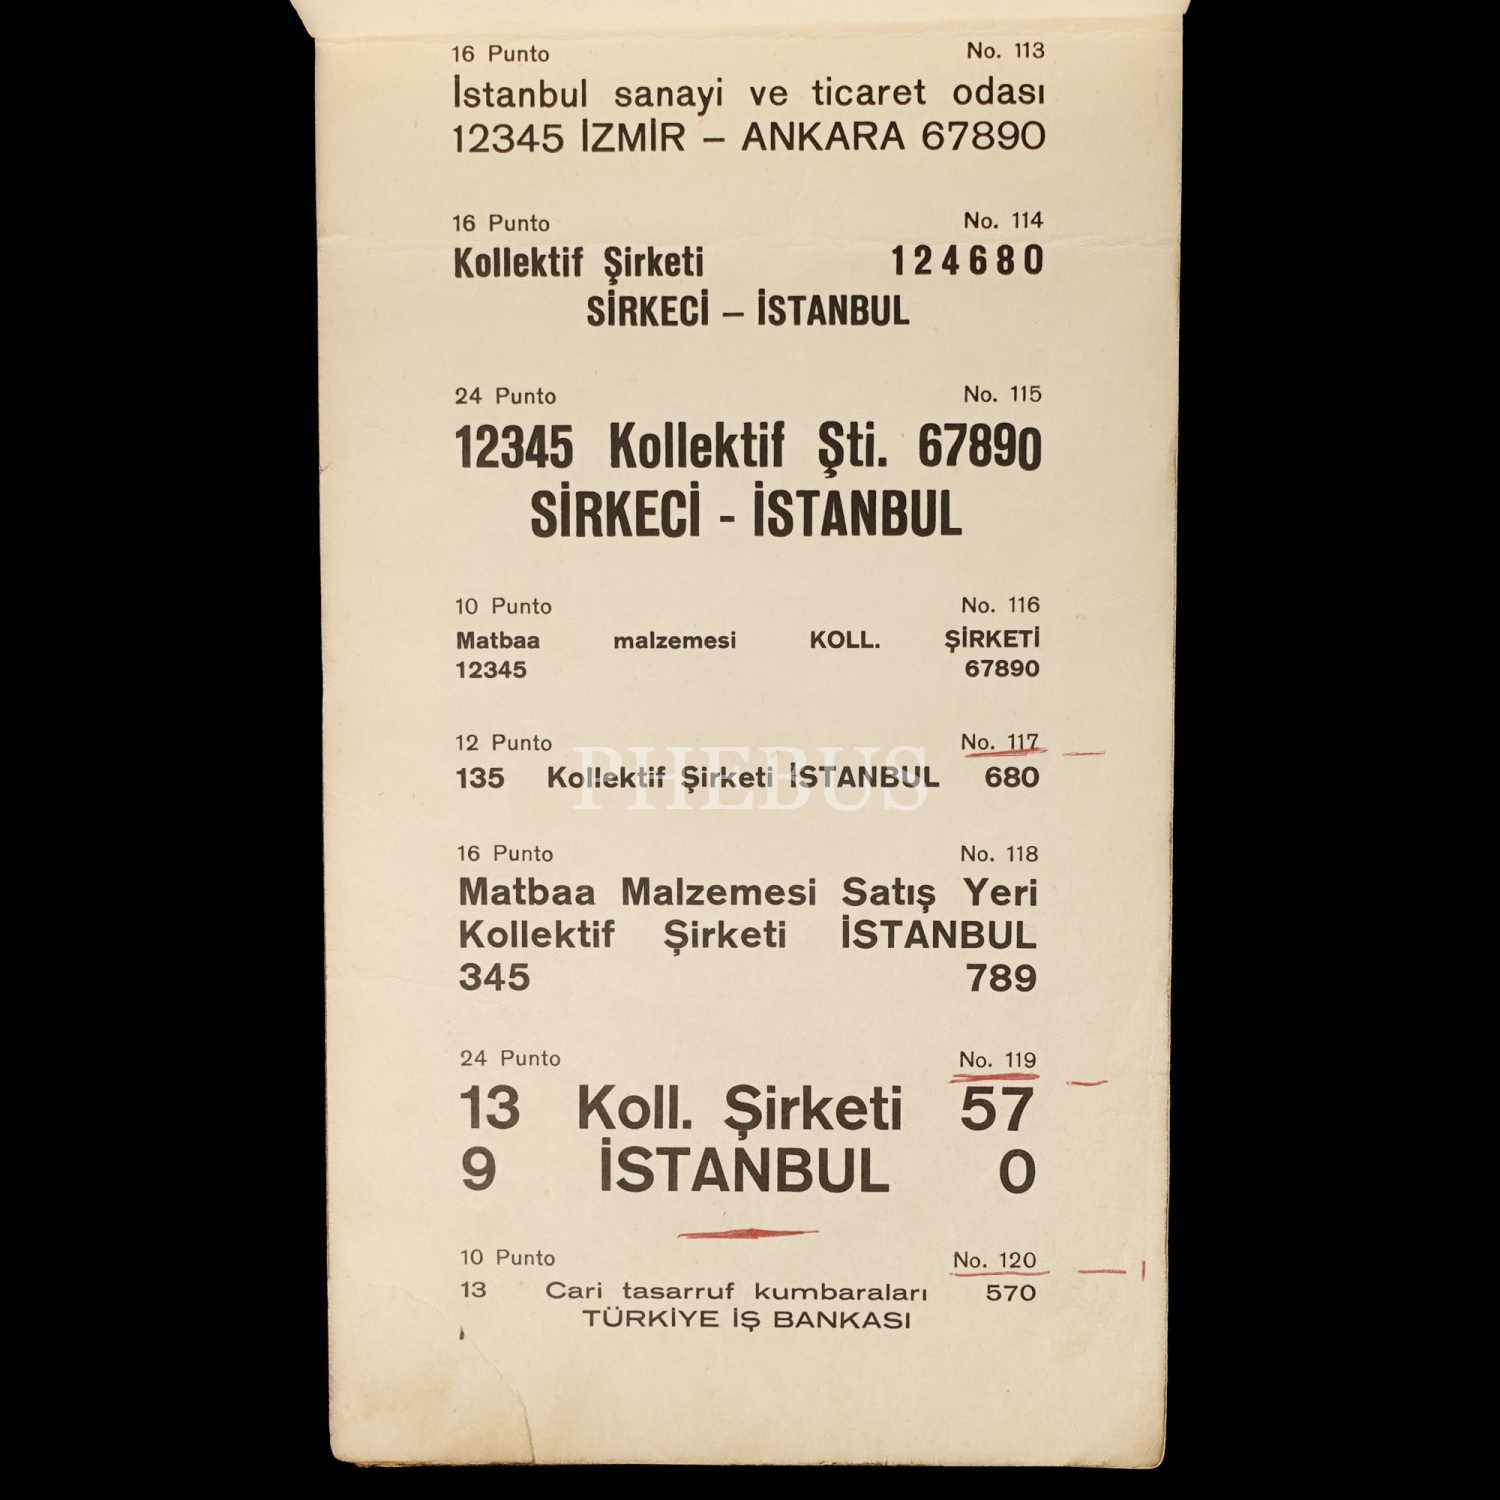 16 Punto No. 113
İstanbul sanayi ve ticaret odası
12345 İZMİR – ANKARA 67890
16 Punto No. 114
Kollektif Şirketi 124680
SİRKECİ – İSTANBUL
24 Punto No. 115
12345 Kollektif Şti. 67890
SİRKECİ - İSTANBUL
10 Punto No. 116
Matbaa malzemesi KOLL. ŞİRKETİ
12345 67890
12 Punto No. 117
135 Kollektif Şirketi İSTANBUL 680
PHEBUS
16 Punto No. 118
Matbaa Malzemesi Satış Yeri
Kollektif Şirketi İSTANBUL
345 789
24 Punto No. 119
13 Koll. Şirketi 57
9 İSTANBUL 0
10 Punto No. 120
13 Cari tasarruf kumbaraları 570
TÜRKİYE İŞ BANKASI